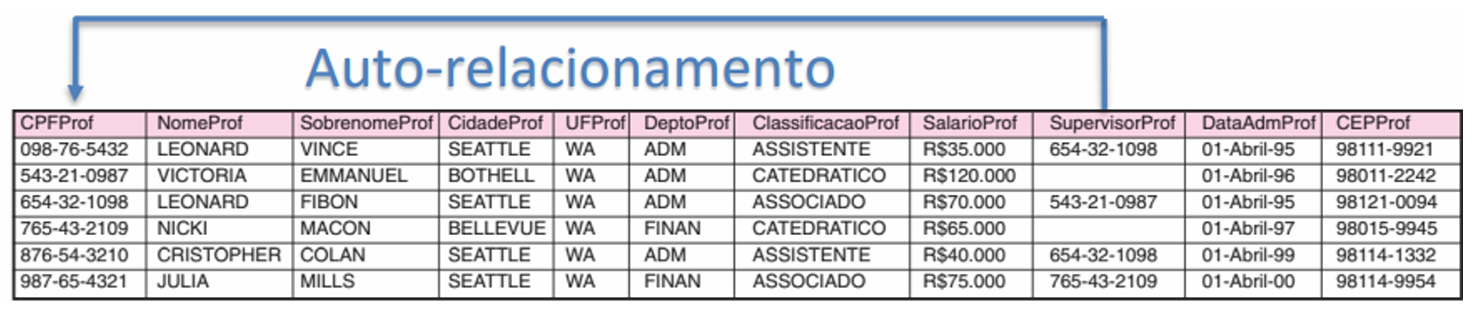 Auto-relacionamento
CPFProf NomeProf SobrenomeProf CidadeProf UFProf DeptoProf ClassificacaoProf SalarioProf SupervisorProf DataAdmProf CEPProf
098-76-5432 LEONARD VINCE SEATTLE WA ADM ASSISTENTE R$35.000 654-32-1098 01-Abril-95 98111-9921
543-21-0987 VICTORIA EMMANUEL BOTHELL WA ADM CATEDRATICO R$120.000 01-Abril-96 98011-2242
654-32-1098 LEONARD FIBON SEATTLE WA ADM ASSOCIADO R$70.000 543-21-0987 01-Abril-95 98121-0094
765-43-2109 NICKI MACON BELLEVUE WA FINAN CATEDRATICO R$65.000 01-Abril-97 98015-9945
876-54-3210 CRISTOPHER COLAN SEATTLE WA ADM ASSISTENTE R$40.000 654-32-1098 01-Abril-99 98114-1332
987-65-4321 JULIA MILLS SEATTLE WA FINAN ASSOCIADO R$75.000 765-43-2109 01-Abril-00 98114-9954